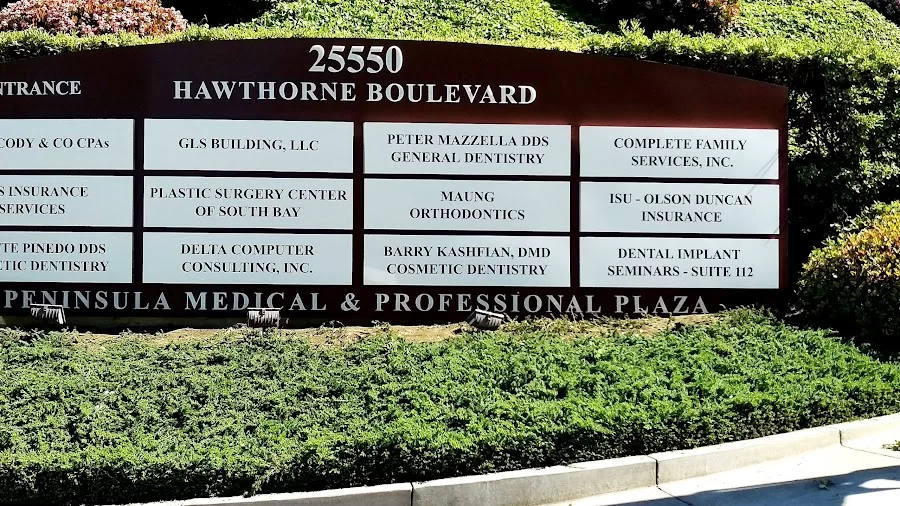 25550
NTRANCE
HAWTHORNE BOULEVARD
CODY & CO CPAs
GLS BUILDING, LLC
PETER MAZZELLA DDS
GENERAL DENTISTRY
COMPLETE FAMILY
SERVICES, INC.
S INSURANCE
SERVICES
PLASTIC SURGERY CENTER
OF SOUTH BAY
MAUNG
ORTHODONTICS
ISU - OLSON DUNCAN
INSURANCE
TE PINEDO DDS
TIC DENTISTRY
DELTA COMPUTER
CONSULTING, INC.
BARRY KASHFIAN, DMD
COSMETIC DENTISTRY
DENTAL IMPLANT
SEMINARS - SUITE 112
PENINSULA MEDICAL & PROFESSIONAL PLAZA